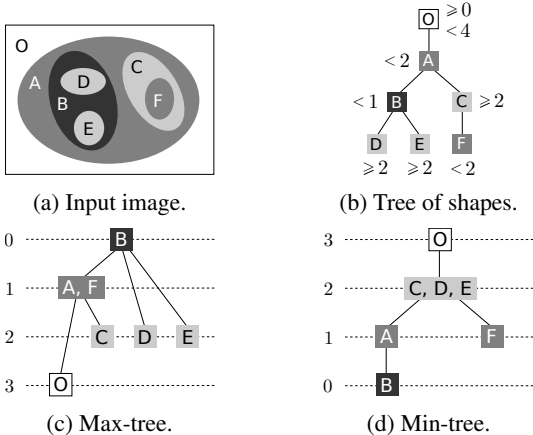 O
A
B
D
E
C
F
(a) Input image.
O ⩾0
<4
<2 A
<1 B C ⩾2
D E F
⩾2 ⩾2 <2
(b) Tree of shapes.
0 B
1 A, F
2 C D E
3 O
(c) Max-tree.
3 O
2 C, D, E
1 A F
0 B
(d) Min-tree.